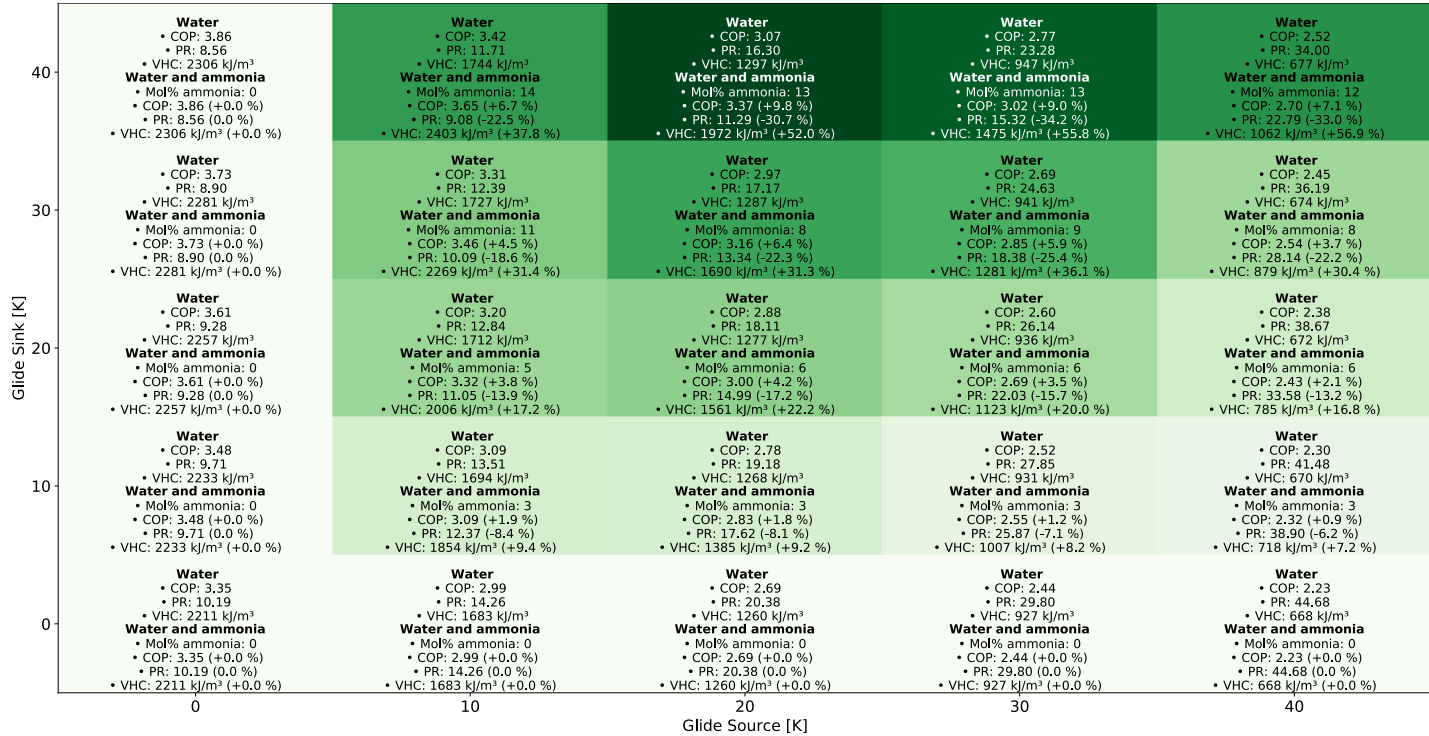 Water
• COP: 3.86
• PR: 8.56
• VHC: 2306 kJ/m³
Water and ammonia
• Mol% ammonia: 0
• COP: 3.86 (+0.0 %)
• PR: 8.56 (0.0 %)
• VHC: 2306 kJ/m³ (+0.0 %)
Water
• COP: 3.42
• PR: 11.71
• VHC: 1744 kJ/m³
Water and ammonia
• Mol% ammonia: 14
• COP: 3.65 (+6.7 %)
• PR: 9.08 (-22.5 %)
• VHC: 2403 kJ/m³ (+37.8 %)
Water
• COP: 3.07
• PR: 16.30
• VHC: 1297 kJ/m³
Water and ammonia
• Mol% ammonia: 13
• COP: 3.37 (+9.8 %)
• PR: 11.29 (-30.7 %)
• VHC: 1972 kJ/m³ (+52.0 %)
Water
• COP: 2.77
• PR: 23.28
• VHC: 947 kJ/m³
Water and ammonia
• Mol% ammonia: 13
• COP: 3.02 (+9.0 %)
• PR: 15.32 (-34.2 %)
• VHC: 1475 kJ/m³ (+55.8 %)
Water
• COP: 2.52
• PR: 34.00
• VHC: 677 kJ/m³
Water and ammonia
• Mol% ammonia: 12
• COP: 2.70 (+7.1 %)
• PR: 22.79 (-33.0 %)
• VHC: 1062 kJ/m³ (+56.9 %)
40
Water
• COP: 3.73
• PR: 8.90
• VHC: 2281 kJ/m³
Water and ammonia
• Mol% ammonia: 0
• COP: 3.73 (+0.0 %)
• PR: 8.90 (0.0 %)
• VHC: 2281 kJ/m³ (+0.0 %)
Water
• COP: 3.31
• PR: 12.39
• VHC: 1727 kJ/m³
Water and ammonia
• Mol% ammonia: 11
• COP: 3.46 (+4.5 %)
• PR: 10.09 (-18.6 %)
• VHC: 2269 kJ/m³ (+31.4 %)
Water
• COP: 2.97
• PR: 17.17
• VHC: 1287 kJ/m³
Water and ammonia
• Mol% ammonia: 8
• COP: 3.16 (+6.4 %)
• PR: 13.34 (-22.3 %)
• VHC: 1690 kJ/m³ (+31.3 %)
Water
• COP: 2.69
• PR: 24.63
• VHC: 941 kJ/m³
Water and ammonia
• Mol% ammonia: 9
• COP: 2.85 (+5.9 %)
• PR: 18.38 (-25.4 %)
• VHC: 1281 kJ/m³ (+36.1 %)
Water
• COP: 2.45
• PR: 36.19
• VHC: 674 kJ/m³
Water and ammonia
• Mol% ammonia: 8
• COP: 2.54 (+3.7 %)
• PR: 28.14 (-22.2 %)
• VHC: 879 kJ/m³ (+30.4 %)
30
Water
• COP: 3.61
• PR: 9.28
• VHC: 2257 kJ/m³
Water and ammonia
• Mol% ammonia: 0
• COP: 3.61 (+0.0 %)
• PR: 9.28 (0.0 %)
• VHC: 2257 kJ/m³ (+0.0 %)
Water
• COP: 3.20
• PR: 12.84
• VHC: 1712 kJ/m³
Water and ammonia
• Mol% ammonia: 5
• COP: 3.32 (+3.8 %)
• PR: 11.05 (-13.9 %)
• VHC: 2006 kJ/m³ (+17.2 %)
Water
• COP: 2.88
• PR: 18.11
• VHC: 1277 kJ/m³
Water and ammonia
• Mol% ammonia: 6
• COP: 3.00 (+4.2 %)
• PR: 14.99 (-17.2 %)
• VHC: 1561 kJ/m³ (+22.2 %)
Water
• COP: 2.60
• PR: 26.14
• VHC: 936 kJ/m³
Water and ammonia
• Mol% ammonia: 6
• COP: 2.69 (+3.5 %)
• PR: 22.03 (-15.7 %)
• VHC: 1123 kJ/m³ (+20.0 %)
Water
• COP: 2.38
• PR: 38.67
• VHC: 672 kJ/m³
Water and ammonia
• Mol% ammonia: 6
• COP: 2.43 (+2.1 %)
• PR: 33.58 (-13.2 %)
• VHC: 785 kJ/m³ (+16.8 %)
20
Glide Sink [K]
Water
• COP: 3.48
• PR: 9.71
• VHC: 2233 kJ/m³
Water and ammonia
• Mol% ammonia: 0
• COP: 3.48 (+0.0 %)
• PR: 9.71 (0.0 %)
• VHC: 2233 kJ/m³ (+0.0 %)
Water
• COP: 3.09
• PR: 13.51
• VHC: 1694 kJ/m³
Water and ammonia
• Mol% ammonia: 3
• COP: 3.09 (+1.9 %)
• PR: 12.37 (-8.4 %)
• VHC: 1854 kJ/m³ (+9.4 %)
Water
• COP: 2.78
• PR: 19.18
• VHC: 1268 kJ/m³
Water and ammonia
• Mol% ammonia: 3
• COP: 2.83 (+1.8 %)
• PR: 17.62 (-8.1 %)
• VHC: 1385 kJ/m³ (+9.2 %)
Water
• COP: 2.52
• PR: 27.85
• VHC: 931 kJ/m³
Water and ammonia
• Mol% ammonia: 3
• COP: 2.55 (+1.2 %)
• PR: 25.87 (-7.1 %)
• VHC: 1007 kJ/m³ (+8.2 %)
Water
• COP: 2.30
• PR: 41.48
• VHC: 670 kJ/m³
Water and ammonia
• Mol% ammonia: 3
• COP: 2.32 (+0.9 %)
• PR: 38.90 (-6.2 %)
• VHC: 718 kJ/m³ (+7.2 %)
10
Water
• COP: 3.35
• PR: 10.19
• VHC: 2211 kJ/m³
Water and ammonia
• Mol% ammonia: 0
• COP: 3.35 (+0.0 %)
• PR: 10.19 (0.0 %)
• VHC: 2211 kJ/m³ (+0.0 %)
Water
• COP: 2.99
• PR: 14.26
• VHC: 1683 kJ/m³
Water and ammonia
• Mol% ammonia: 0
• COP: 2.99 (+0.0 %)
• PR: 14.26 (0.0 %)
• VHC: 1683 kJ/m³ (+0.0 %)
Water
• COP: 2.69
• PR: 20.38
• VHC: 1260 kJ/m³
Water and ammonia
• Mol% ammonia: 0
• COP: 2.69 (+0.0 %)
• PR: 20.38 (0.0 %)
• VHC: 1260 kJ/m³ (+0.0 %)
Water
• COP: 2.44
• PR: 29.80
• VHC: 927 kJ/m³
Water and ammonia
• Mol% ammonia: 0
• COP: 2.44 (+0.0 %)
• PR: 29.80 (0.0 %)
• VHC: 927 kJ/m³ (+0.0 %)
Water
• COP: 2.23
• PR: 44.68
• VHC: 668 kJ/m³
Water and ammonia
• Mol% ammonia: 0
• COP: 2.23 (+0.0 %)
• PR: 44.68 (0.0 %)
• VHC: 668 kJ/m³ (+0.0 %)
0
0
10
20
30
40
Glide Source [K]